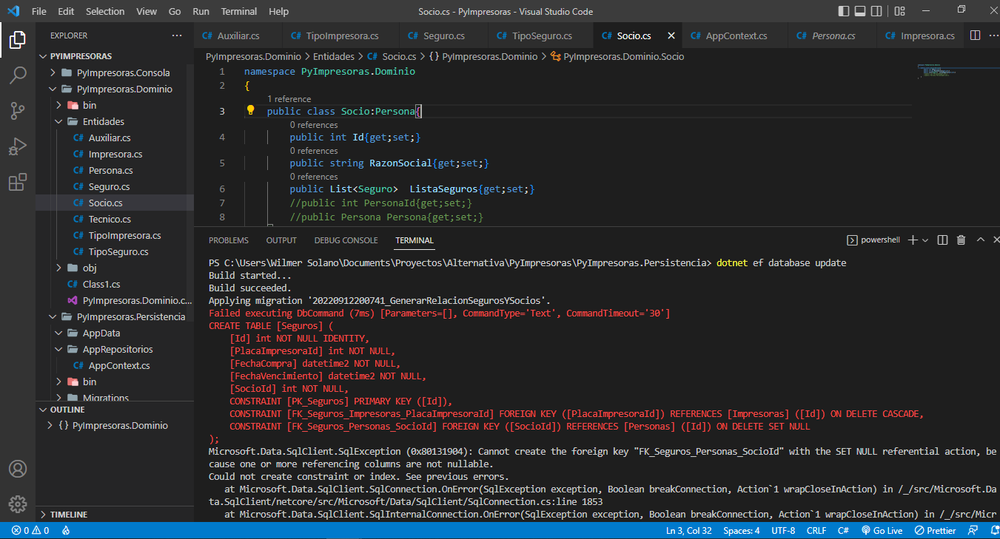 File Edit Selection View Go Run Terminal Help Socio.cs - PyImpresoras - Visual Studio Code
EXPLORER
PYIMPRESORAS
PyImpresoras.Consola
PyImpresoras.Dominio
bin
Entidades
C# Auxiliar.cs
C# Impresora.cs
C# Persona.cs
C# Seguro.cs
C# Socio.cs
C# Tecnico.cs
C# TipoImpresora.cs
C# TipoSeguro.cs
obj
C# Class1.cs
PyImpresoras.Dominio.c...
PyImpresoras.Persistencia
AppData
AppRepositorios
C# AppContext.cs
bin
Migrations
OUTLINE
{} PyImpresoras.Dominio
TIMELINE
C# Auxiliar.cs C# TipoImpresora.cs C# Seguro.cs C# TipoSeguro.cs C# Socio.cs C# AppContext.cs C# Persona.cs C# Impresora.cs
PyImpresoras.Dominio > Entidades > C# Socio.cs > {} PyImpresoras.Dominio > PyImpresoras.Dominio.Socio
1 namespace PyImpresoras.Dominio
2 {
1 reference
3 public class Socio:Persona{
0 references
4 public int Id{get;set;}
0 references
5 public string RazonSocial{get;set;}
0 references
6 public List<Seguro>  ListaSeguros{get;set;}
7 //public int PersonaId{get;set;}
8 //public Persona Persona{get;set;}
PROBLEMS OUTPUT DEBUG CONSOLE TERMINAL powershell
PS C:\Users\Wilmer Solano\Documents\Proyectos\Alternativa\PyImpresoras\PyImpresoras.Persistencia> dotnet ef database update
Build started...
Build succeeded.
Applying migration '20220912200741_GenerarRelacionSegurosYSocios'.
Failed executing DbCommand (7ms) [Parameters=[], CommandType='Text', CommandTimeout='30']
CREATE TABLE [Seguros] (
[Id] int NOT NULL IDENTITY,
[PlacaImpresoraId] int NOT NULL,
[FechaCompra] datetime2 NOT NULL,
[FechaVencimiento] datetime2 NOT NULL,
[SocioId] int NOT NULL,
CONSTRAINT [PK_Seguros] PRIMARY KEY ([Id]),
CONSTRAINT [FK_Seguros_Impresoras_PlacaImpresoraId] FOREIGN KEY ([PlacaImpresoraId]) REFERENCES [Impresoras] ([Id]) ON DELETE CASCADE,
CONSTRAINT [FK_Seguros_Personas_SocioId] FOREIGN KEY ([SocioId]) REFERENCES [Personas] ([Id]) ON DELETE SET NULL
);
Microsoft.Data.SqlClient.SqlException (0x80131904): Cannot create the foreign key "FK_Seguros_Personas_SocioId" with the SET NULL referential action, be
cause one or more referencing columns are not nullable.
Could not create constraint or index. See previous errors.
at Microsoft.Data.SqlClient.SqlConnection.OnError(SqlException exception, Boolean breakConnection, Action`1 wrapCloseInAction) in /_/src/Microsoft.Da
ta.SqlClient/netcore/src/Microsoft/Data/SqlClient/SqlConnection.cs:line 1853
at Microsoft.Data.SqlClient.SqlInternalConnection.OnError(SqlException exception, Boolean breakConnection, Action`1 wrapCloseInAction) in /_/src/Micr
0 0 Ln 3, Col 32 Spaces: 4 UTF-8 CRLF C# Go Live Prettier